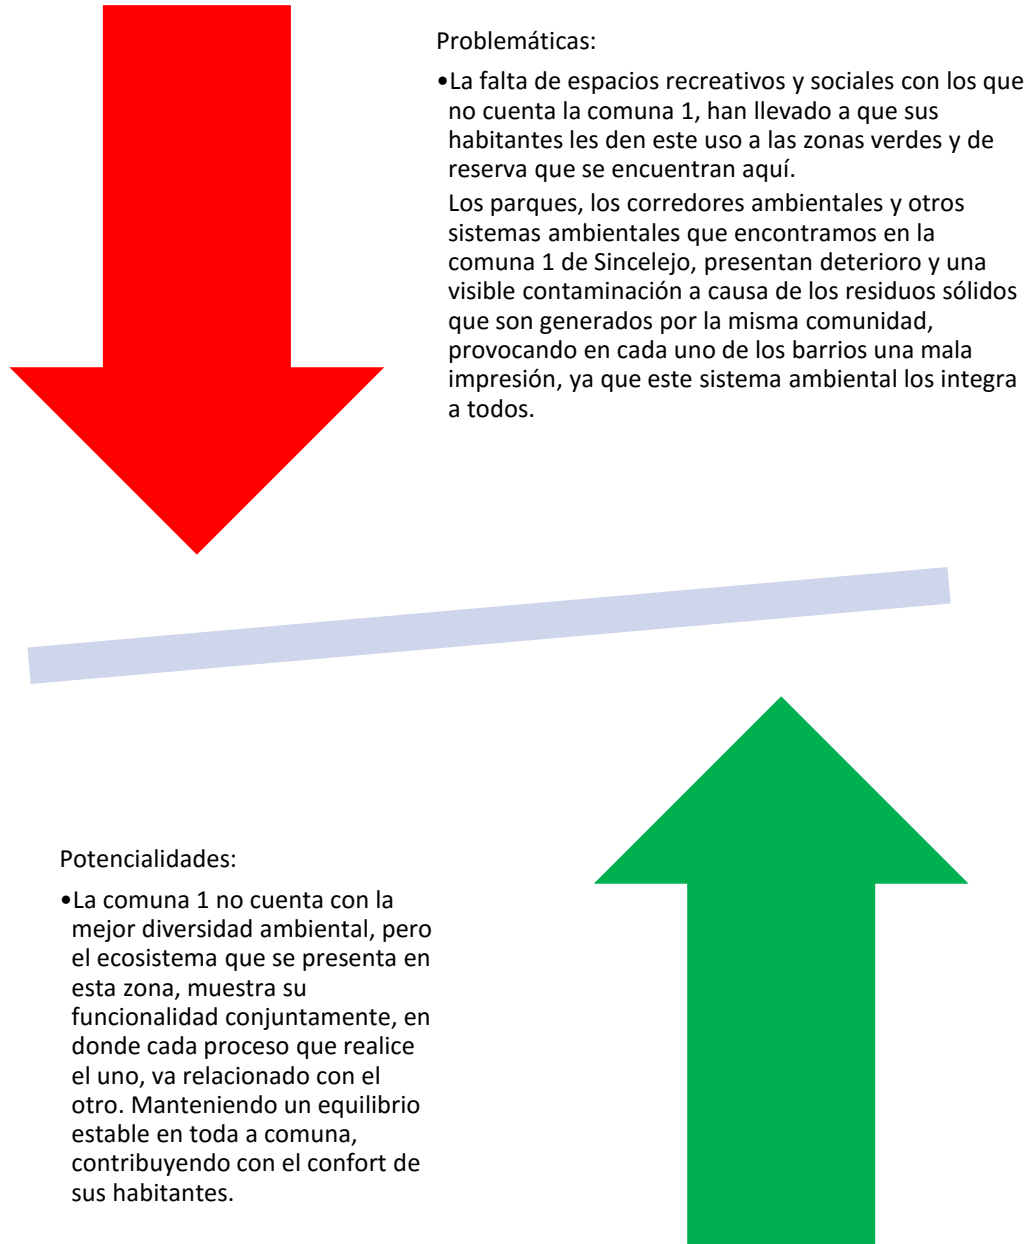 Problemáticas:
•La falta de espacios recreativos y sociales con los que
no cuenta la comuna 1, han llevado a que sus
habitantes les den este uso a las zonas verdes y de
reserva que se encuentran aquí.
Los parques, los corredores ambientales y otros
sistemas ambientales que encontramos en la
comuna 1 de Sincelejo, presentan deterioro y una
visible contaminación a causa de los residuos sólidos
que son generados por la misma comunidad,
provocando en cada uno de los barrios una mala
impresión, ya que este sistema ambiental los integra
a todos.
Potencialidades:
•La comuna 1 no cuenta con la
mejor diversidad ambiental, pero
el ecosistema que se presenta en
esta zona, muestra su
funcionalidad conjuntamente, en
donde cada proceso que realice
el uno, va relacionado con el
otro. Manteniendo un equilibrio
estable en toda a comuna,
contribuyendo con el confort de
sus habitantes.